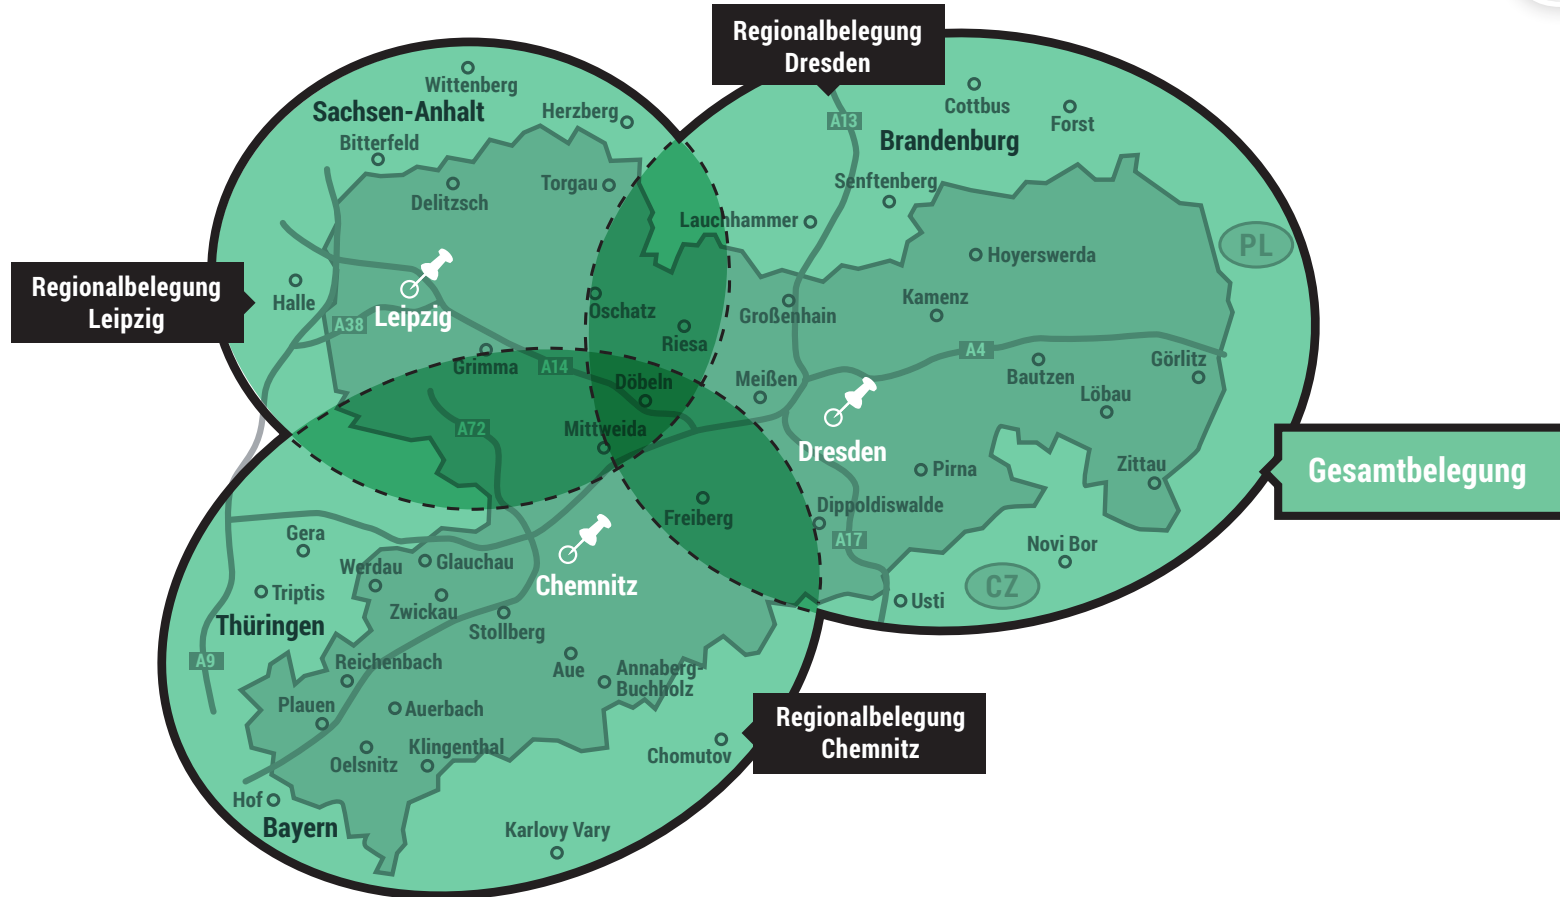 Regionalbelegung
Dresden
Wittenberg
Sachsen-Anhalt
Herzberg
Bitterfeld
Cottbus
Forst
A13
Brandenburg
Delitzsch
Torgau
Senftenberg
Lauchhammer
PL
Hoyerswerda
Regionalbelegung
Leipzig
Halle
A38
Leipzig
Oschatz
Riesa
Großenhain
Kamenz
Grimma
A14
A4
Döbeln
Meißen
Bautzen
Görlitz
Löbau
A72
Mittweida
Dresden
Pirna
Zittau
Gesamtbelegung
Freiberg
Dippoldiswalde
A17
Novi Bor
CZ
Usti
Gera
Werdau
Glauchau
Chemnitz
Triptis
Zwickau
Thüringen
Stollberg
A9
Reichenbach
Aue
Annaberg-
Buchholz
Plauen
Auerbach
Regionalbelegung
Chemnitz
Oelsnitz
Klingenthal
Chomutov
Hof
Bayern
Karlovy Vary